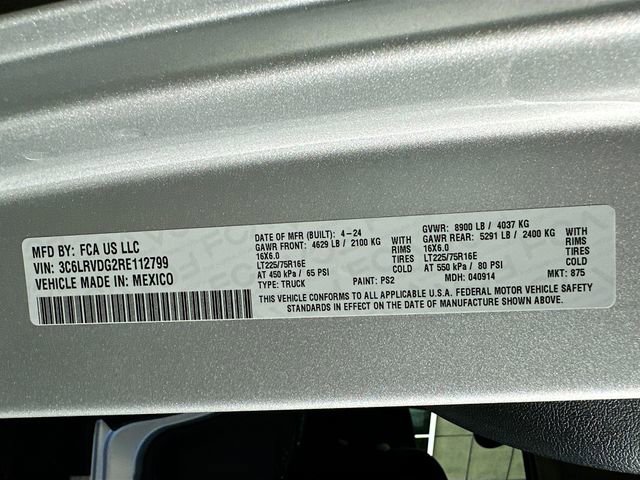 MFD BY: FCA US LLC
VIN: 3C6LRVDG2RE112799
VEHICLE MADE IN: MEXICO
DATE OF MFR (BUILT): 4-24
GAWR FRONT: 4629 LB / 2100 KG WITH
16X6.0 RIMS
LT225/75R16E TIRES
AT 450 kPa / 65 PSI COLD
TYPE: TRUCK PAINT: PS2
GVWR: 8900 LB / 4037 KG
GAWR REAR: 5291 LB / 2400 KG WITH
16X6.0 RIMS
LT225/75R16E TIRES
AT 550 kPa / 80 PSI COLD
MDH: 040914 MKT: 875
THIS VEHICLE CONFORMS TO ALL APPLICABLE U.S.A. FEDERAL MOTOR VEHICLE SAFETY
STANDARDS IN EFFECT ON THE DATE OF MANUFACTURE SHOWN ABOVE.